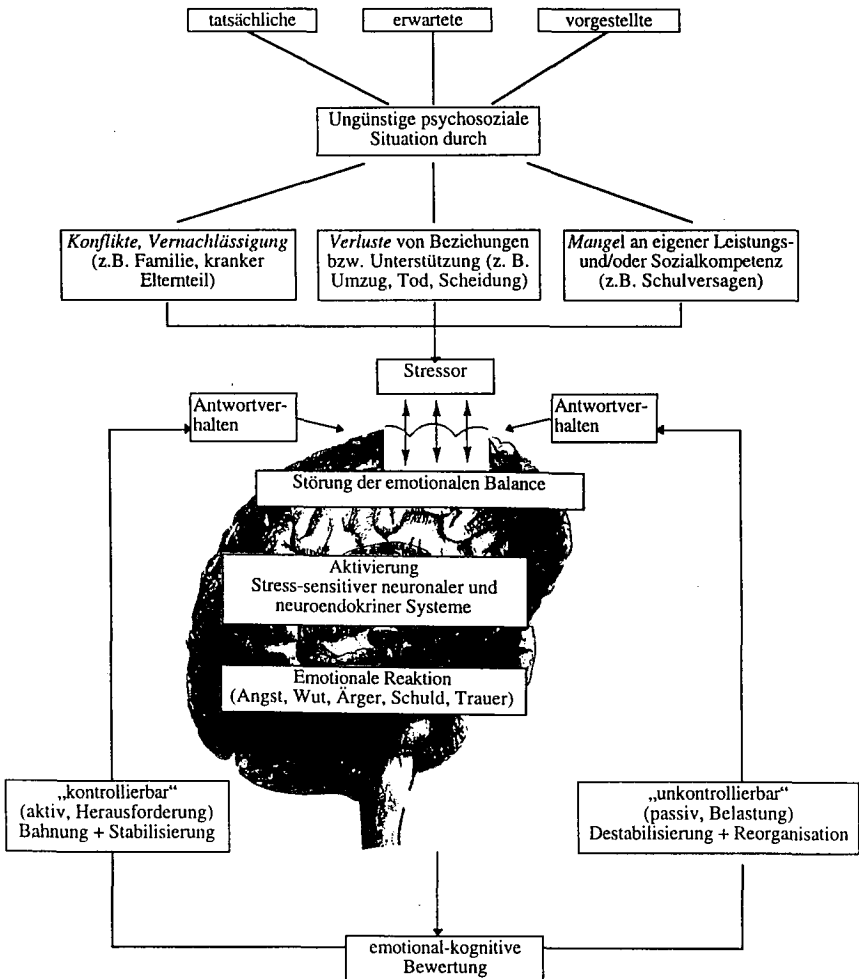 tatsächliche
erwartete
vorgestellte
Ungünstige psychosoziale
Situation durch
Konflikte, Vernachlässigung
(z.B. Familie, kranker
Elternteil)
Verluste von Beziehungen
bzw. Unterstützung (z. B.
Umzug, Tod, Scheidung)
Mangel an eigener Leistungs-
und/oder Sozialkompetenz
(z.B. Schulversagen)
Stressor
Antwortver-
halten
Antwortver-
halten
Störung der emotionalen Balance
Aktivierung
Stress-sensitiver neuronaler und
neuroendokriner Systeme
Emotionale Reaktion
(Angst, Wut, Ärger, Schuld, Trauer)
„kontrollierbar“
(aktiv, Herausforderung)
Bahnung + Stabilisierung
„unkontrollierbar“
(passiv, Belastung)
Destabilisierung + Reorganisation
emotional-kognitive
Bewertung